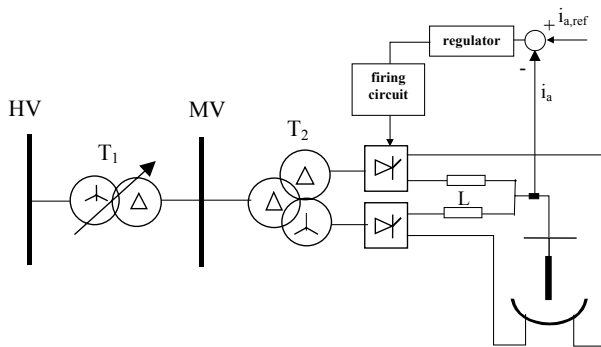 i_a,ref
+
regulator
-
firing
circuit
i_a
HV
MV
T_1
T_2
L